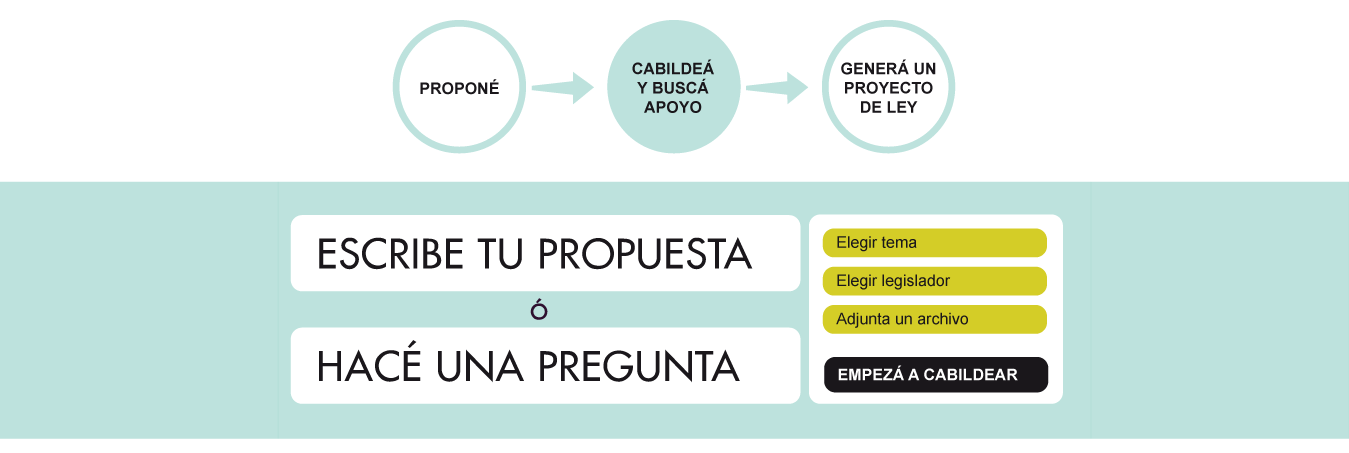 PROPONÉ
CABILDEÁ
Y BUSCÁ
APOYO
GENERÁ UN
PROYECTO
DE LEY
ESCRIBE TU PROPUESTA
Ó
HACÉ UNA PREGUNTA
Elegir tema
Elegir legislador
Adjunta un archivo
EMPEZÁ A CABILDEAR